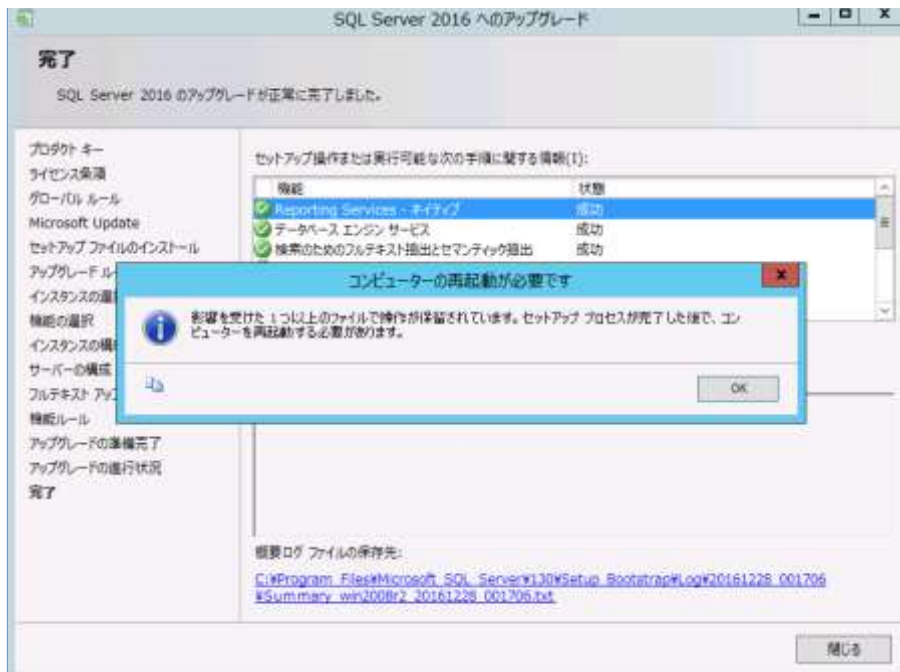 SQL Server 2016 へのアップグレード
完了
SQL Server 2016 のアップグレードが正常に完了しました。
プロダクト キー
ライセンス条項
グローバル ルール
Microsoft Update
セットアップ ファイルのインストール
アップグレード ル
インスタンスの選
機能の選択
インスタンスの構
サーバーの構成
フルテキスト アッ
機能ルール
アップグレードの準備完了
アップグレードの進行状況
完了
セットアップ操作または実行可能な次の手順に関する情報(I):
機能 状態
Reporting Services - ネイティブ 成功
データベース エンジン サービス 成功
検索のためのフルテキスト抽出とセマンティック抽出 成功
コンピューターの再起動が必要です
影響を受けた 1 つ以上のファイルで操作が保留されています。セットアップ プロセスが完了した後で、コン
ピューターを再起動する必要があります。
OK
概要ログ ファイルの保存先:
C:¥Program Files¥Microsoft SQL Server¥130¥Setup Bootstrap¥Log¥20161228_001706
¥Summary_win2008r2_20161228_001706.txt
閉じる